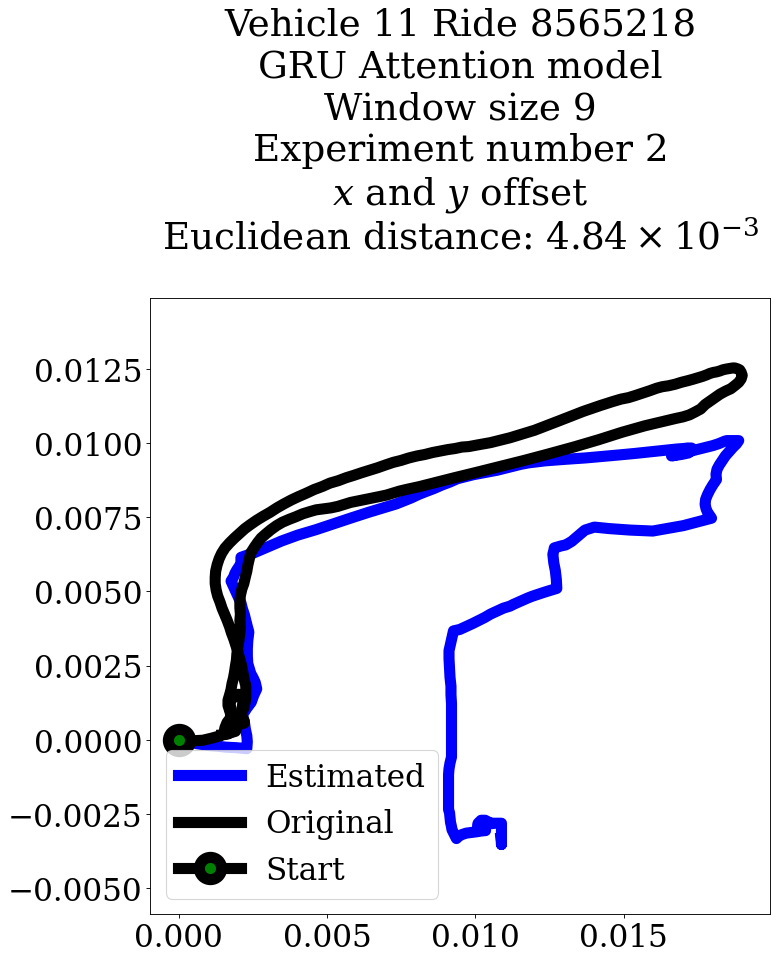 Vehicle 11 Ride 8565218
GRU Attention model
Window size 9
Experiment number 2
x and y offset
Euclidean distance: 4.84 × 10⁻³
0.0125
0.0100
0.0075
0.0050
0.0025
0.0000
−0.0025
−0.0050
Estimated
Original
Start
0.000 0.005 0.010 0.015